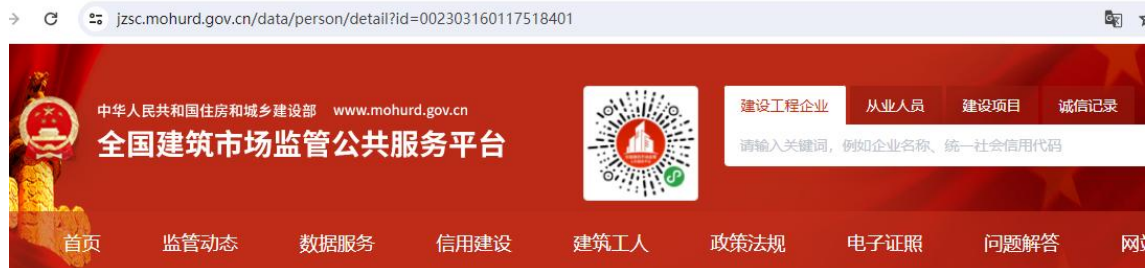 jzsc.mohurd.gov.cn/data/person/detail?id=002303160117518401
中华人民共和国住房和城乡建设部 www.mohurd.gov.cn
全国建筑市场监管公共服务平台
建设工程企业 从业人员 建设项目 诚信记录
请输入关键词，例如企业名称、统一社会信用代码
首页 监管动态 数据服务 信用建设 建筑工人 政策法规 电子证照 问题解答 网